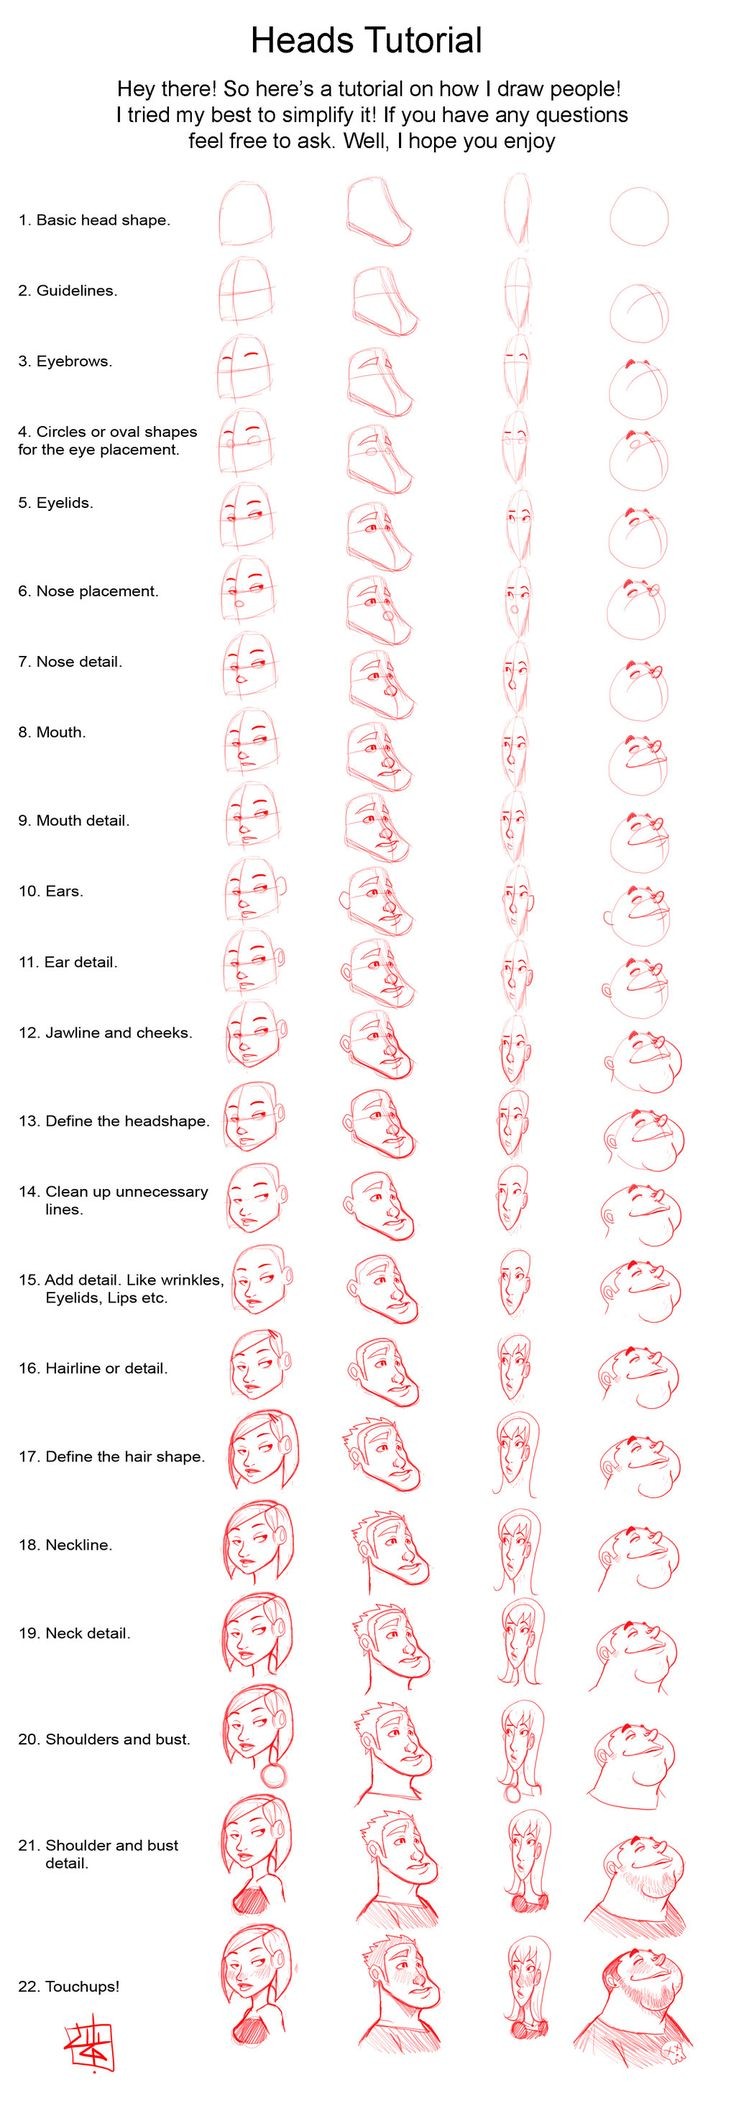 Heads Tutorial
Hey there! So here's a tutorial on how I draw people!
I tried my best to simplify it! If you have any questions
feel free to ask. Well, I hope you enjoy
1. Basic head shape.
2. Guidelines.
3. Eyebrows.
4. Circles or oval shapes
for the eye placement.
5. Eyelids.
6. Nose placement.
7. Nose detail.
8. Mouth.
9. Mouth detail.
10. Ears.
11. Ear detail.
12. Jawline and cheeks.
13. Define the headshape.
14. Clean up unnecessary
lines.
15. Add detail. Like wrinkles,
Eyelids, Lips etc.
16. Hairline or detail.
17. Define the hair shape.
18. Neckline.
19. Neck detail.
20. Shoulders and bust.
21. Shoulder and bust
detail.
22. Touchups!